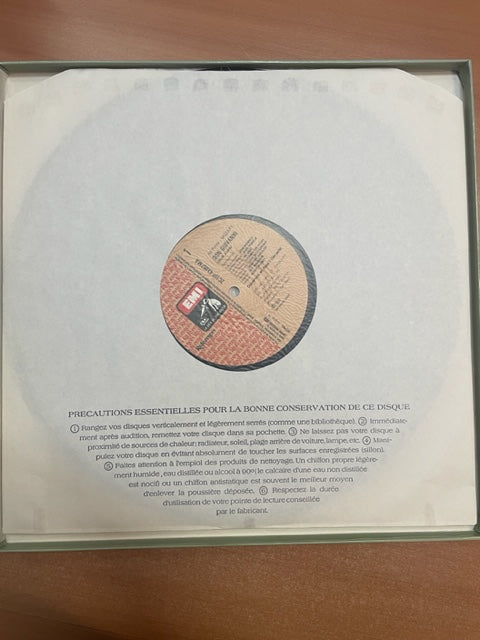 DON GIOVANNI
EMI
PRECAUTIONS ESSENTIELLES POUR LA BONNE CONSERVATION DE CE DISQUE
① Rangez vos disques verticalement et légèrement serrés (comme une bibliothèque). ② Immédiate-
ment après audition, remettez votre disque dans sa pochette. ③ Ne laissez pas votre disque à
proximité de sources de chaleur: radiateur, soleil, plage arrière de voiture, lampe, etc. ④ Mani-
pulez votre disque en évitant absolument de toucher les surfaces enregistrées (sillon).
⑤ Faites attention à l'emploi des produits de nettoyage. Un chiffon propre légère-
ment humide, eau distillée ou alcool à 90° (le calcaire d'une eau non distillée
est nocif) ou un chiffon antistatique est souvent le meilleur moyen
d'enlever la poussière déposée. ⑥ Respectez la durée
d'utilisation de votre pointe de lecture conseillée
par le fabricant.